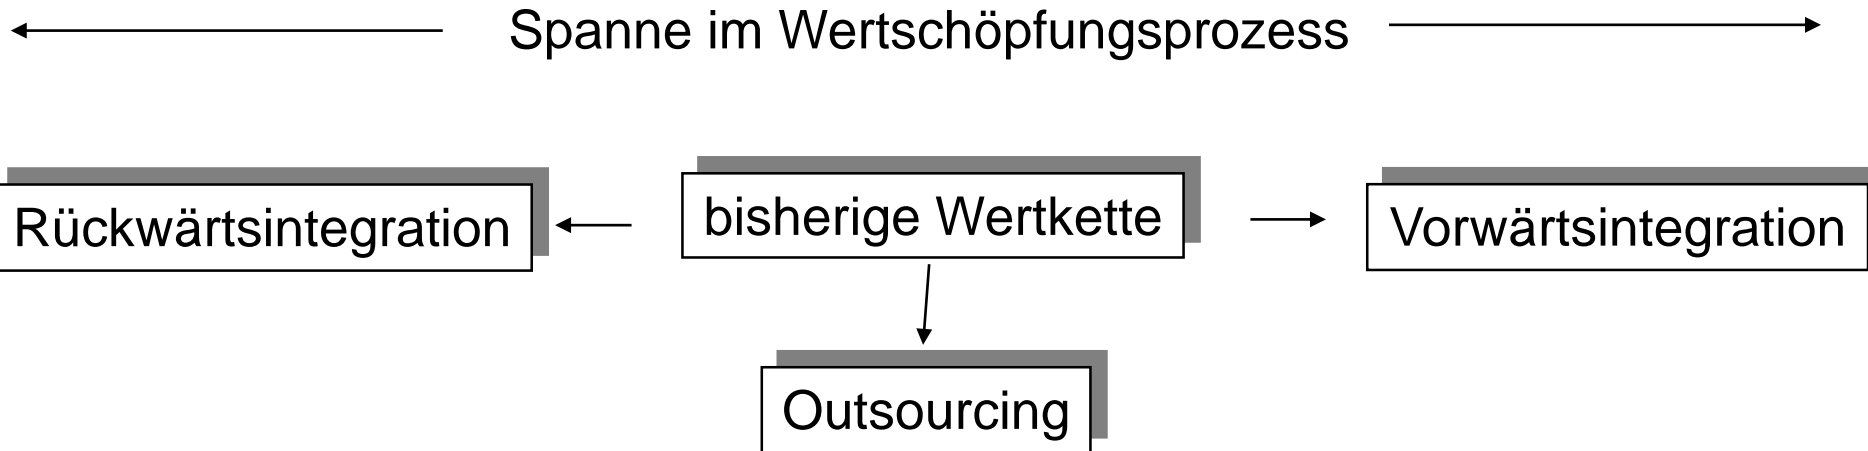 Spanne im Wertschöpfungsprozess
Rückwärtsintegration
bisherige Wertkette
Vorwärtsintegration
Outsourcing